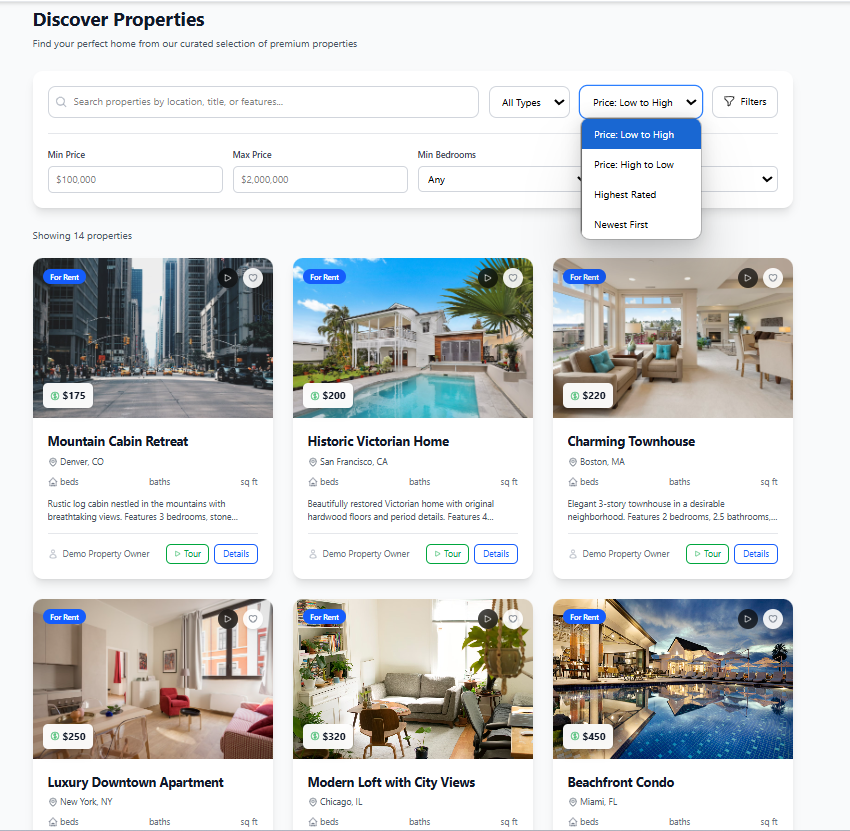 Discover Properties
Find your perfect home from our curated selection of premium properties
Search properties by location, title, or features...
All Types
Price: Low to High
Filters
Price: Low to High
Price: High to Low
Highest Rated
Newest First
Min Price
Max Price
Min Bedrooms
$100,000
$2,000,000
Any
Showing 14 properties
For Rent
$175
Mountain Cabin Retreat
Denver, CO
beds baths sq ft
Rustic log cabin nestled in the mountains with
breathtaking views. Features 3 bedrooms, stone...
Demo Property Owner
Tour
Details
For Rent
$200
Historic Victorian Home
San Francisco, CA
beds baths sq ft
Beautifully restored Victorian home with original
hardwood floors and period details. Features 4...
Demo Property Owner
Tour
Details
For Rent
$220
Charming Townhouse
Boston, MA
beds baths sq ft
Elegant 3-story townhouse in a desirable
neighborhood. Features 2 bedrooms, 2.5 bathrooms,...
Demo Property Owner
Tour
Details
For Rent
$250
Luxury Downtown Apartment
New York, NY
beds baths sq ft
For Rent
$320
Modern Loft with City Views
Chicago, IL
beds baths sq ft
For Rent
$450
Beachfront Condo
Miami, FL
beds baths sq ft